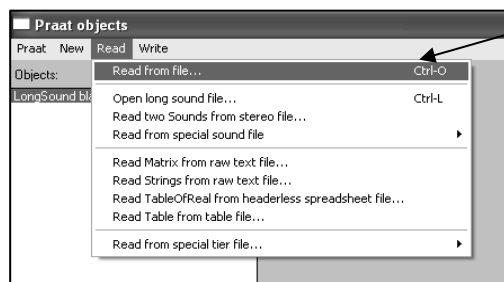 Praat objects
Praat New Read Write
Objects:
LongSound bla
Read from file... Ctrl-O
Open long sound file... Ctrl-L
Read two Sounds from stereo file...
Read from special sound file
Read Matrix from raw text file...
Read Strings from raw text file...
Read TableOfReal from headerless spreadsheet file...
Read Table from table file...
Read from special tier file...